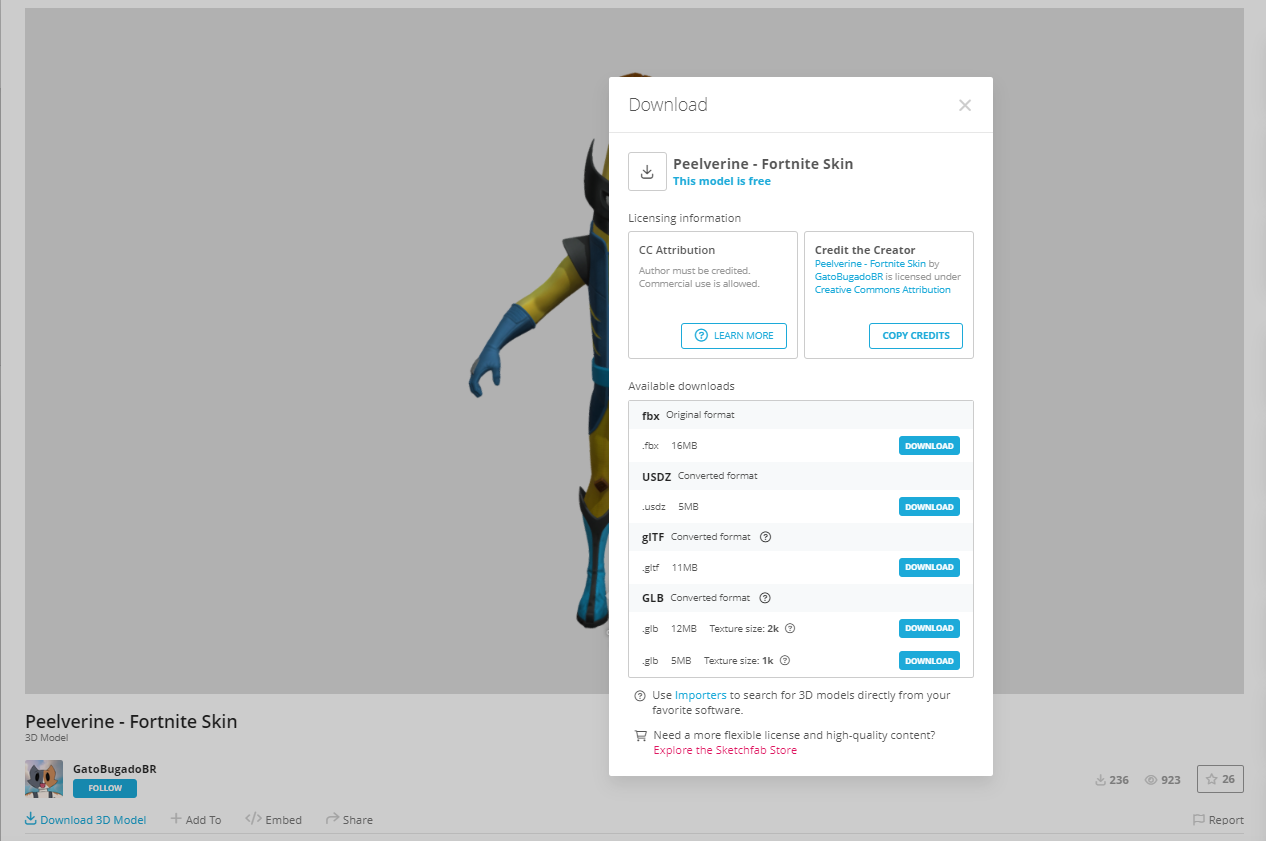 Download
Peelverine - Fortnite Skin
This model is free
Licensing information
CC Attribution
Author must be credited.
Commercial use is allowed.
LEARN MORE
Credit the Creator
Peelverine - Fortnite Skin by
GatoBugadoBR is licensed under
Creative Commons Attribution
COPY CREDITS
Available downloads
fbx Original format
.fbx 16MB DOWNLOAD
USDZ Converted format
.usdz 5MB DOWNLOAD
glTF Converted format
.gltf 11MB DOWNLOAD
GLB Converted format
.glb 12MB Texture size: 2k DOWNLOAD
.glb 5MB Texture size: 1k DOWNLOAD
Use Importers to search for 3D models directly from your
favorite software.
Need a more flexible license and high-quality content?
Explore the Sketchfab Store
Peelverine - Fortnite Skin
3D Model
GatoBugadoBR
FOLLOW
236 923 26
Download 3D Model Add To Embed Share Report